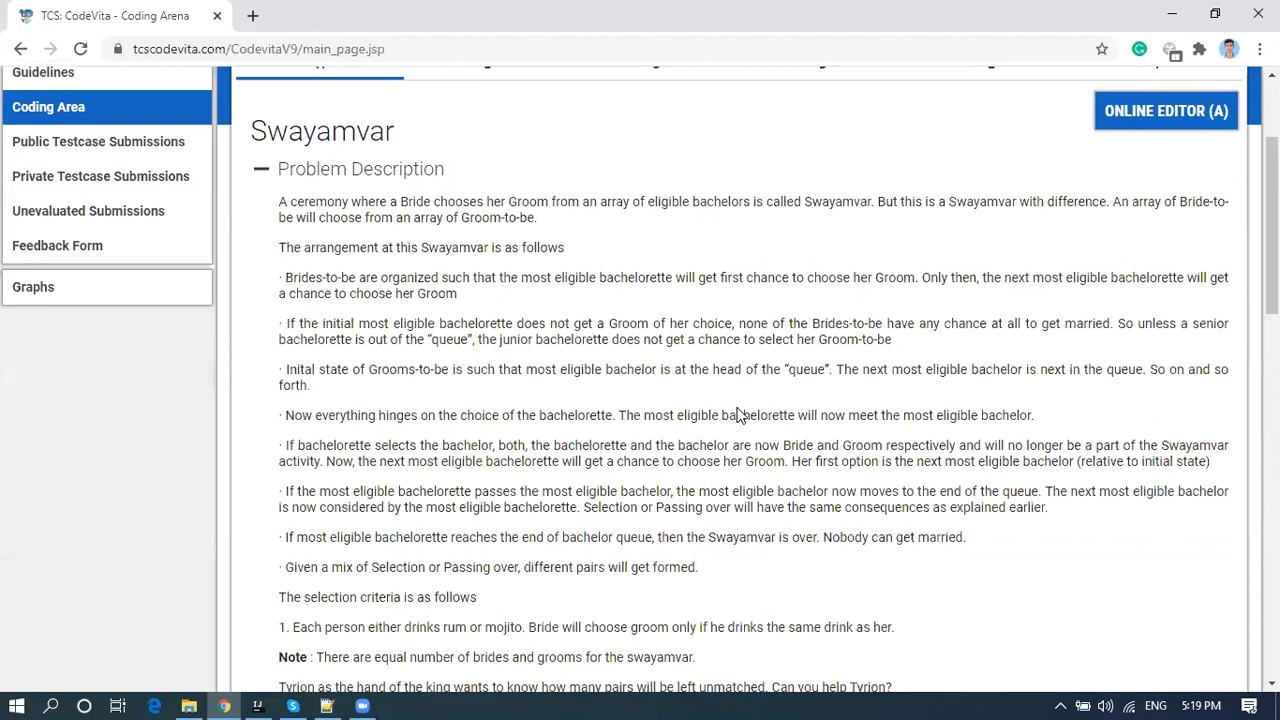 TCS: CodeVita - Coding Arena
tcscodevita.com/CodevitaV9/main_page.jsp
Guidelines
Coding Area
Public Testcase Submissions
Private Testcase Submissions
Unevaluated Submissions
Feedback Form
Graphs
ONLINE EDITOR (A)
Swayamvar
Problem Description
A ceremony where a Bride chooses her Groom from an array of eligible bachelors is called Swayamvar. But this is a Swayamvar with difference. An array of Bride-to-
be will choose from an array of Groom-to-be.
The arrangement at this Swayamvar is as follows
· Brides-to-be are organized such that the most eligible bachelorette will get first chance to choose her Groom. Only then, the next most eligible bachelorette will get
a chance to choose her Groom
· If the initial most eligible bachelorette does not get a Groom of her choice, none of the Brides-to-be have any chance at all to get married. So unless a senior
bachelorette is out of the “queue”, the junior bachelorette does not get a chance to select her Groom-to-be
· Inital state of Grooms-to-be is such that most eligible bachelor is at the head of the “queue”. The next most eligible bachelor is next in the queue. So on and so
forth.
· Now everything hinges on the choice of the bachelorette. The most eligible bachelorette will now meet the most eligible bachelor.
· If bachelorette selects the bachelor, both, the bachelorette and the bachelor are now Bride and Groom respectively and will no longer be a part of the Swayamvar
activity. Now, the next most eligible bachelorette will get a chance to choose her Groom. Her first option is the next most eligible bachelor (relative to initial state)
· If the most eligible bachelorette passes the most eligible bachelor, the most eligible bachelor now moves to the end of the queue. The next most eligible bachelor
is now considered by the most eligible bachelorette. Selection or Passing over will have the same consequences as explained earlier.
· If most eligible bachelorette reaches the end of bachelor queue, then the Swayamvar is over. Nobody can get married.
· Given a mix of Selection or Passing over, different pairs will get formed.
The selection criteria is as follows
1. Each person either drinks rum or mojito. Bride will choose groom only if he drinks the same drink as her.
Note : There are equal number of brides and grooms for the swayamvar.
Tyrion as the hand of the king wants to know how many pairs will be left unmatched. Can you help Tyrion?
ENG 5:19 PM